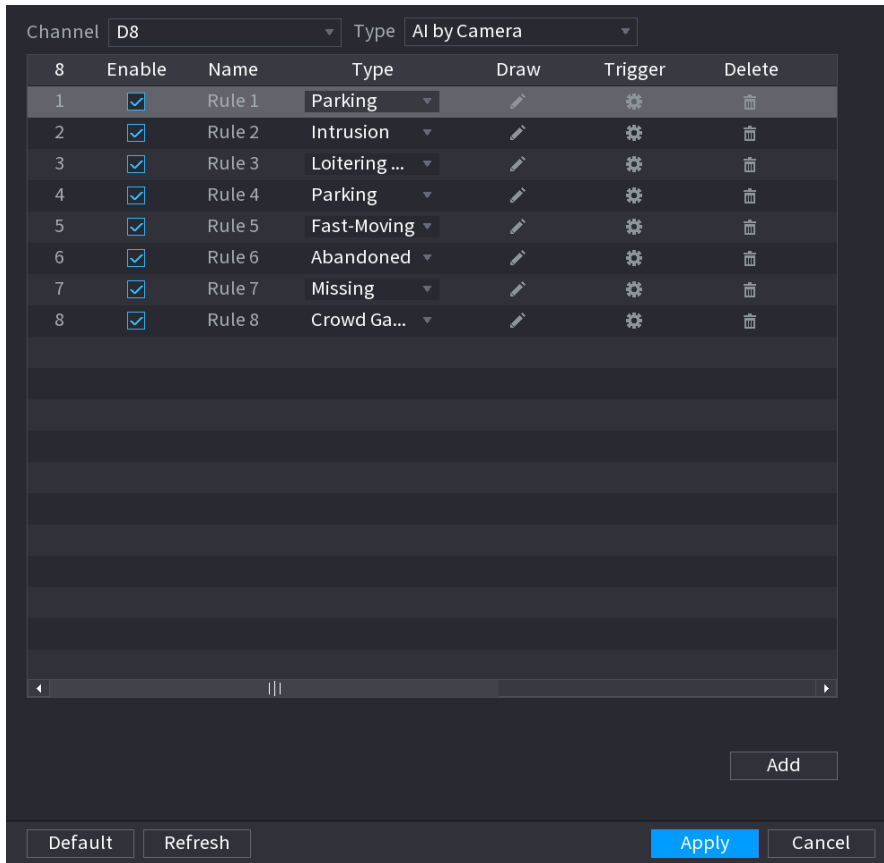 Channel D8 Type AI by Camera
8 Enable Name Type Draw Trigger Delete
1 Rule 1 Parking
2 Rule 2 Intrusion
3 Rule 3 Loitering ...
4 Rule 4 Parking
5 Rule 5 Fast-Moving
6 Rule 6 Abandoned
7 Rule 7 Missing
8 Rule 8 Crowd Ga...
Add
Default Refresh Apply Cancel